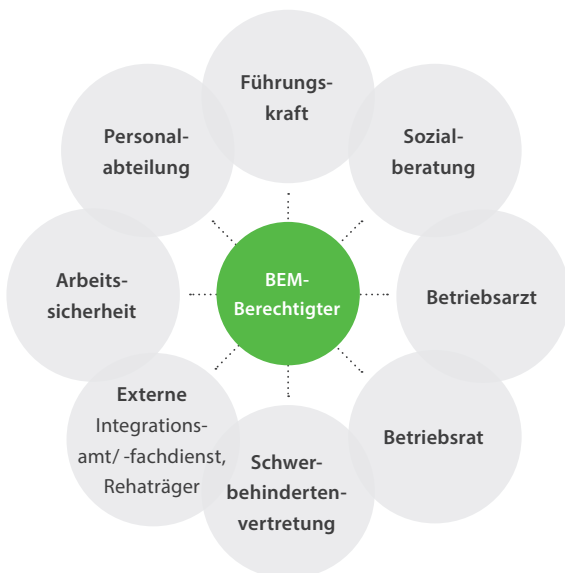 Führungs-
kraft
Sozial-
beratung
Betriebsarzt
Betriebsrat
Schwer-
behinderten-
vertretung
Externe
Integrations-
amt/ -fachdienst,
Rehaträger
Arbeits-
sicherheit
Personal-
abteilung
BEM-
Berechtigter